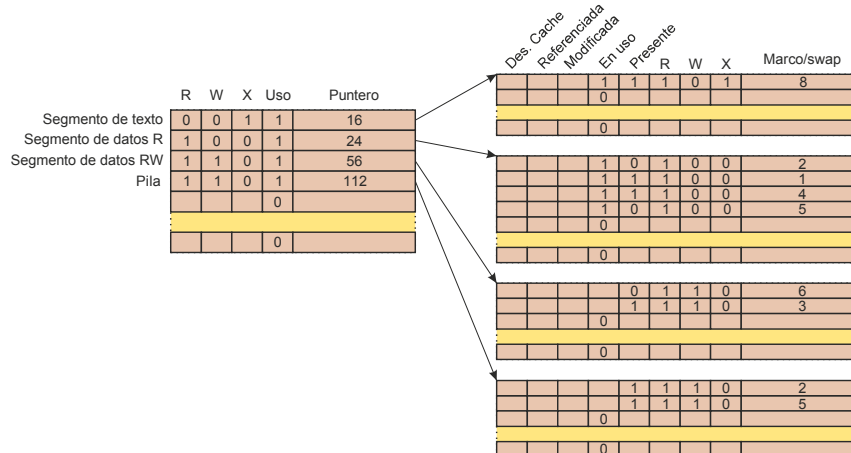 Des. Cache Referenciada Modificada En uso Presente R W X Marco/swap
1 1 1 0 1 8
0
0
R W X Uso Puntero
Segmento de texto 0 0 1 1 16
Segmento de datos R 1 0 0 1 24
Segmento de datos RW 1 1 0 1 56
Pila 1 1 0 1 112
0
0
1 0 1 0 0 2
1 1 1 0 0 1
1 1 1 0 0 4
1 0 1 0 0 5
0
0
0 1 1 0 6
1 1 1 0 3
0
0
1 1 1 0 2
1 1 1 0 5
0
0